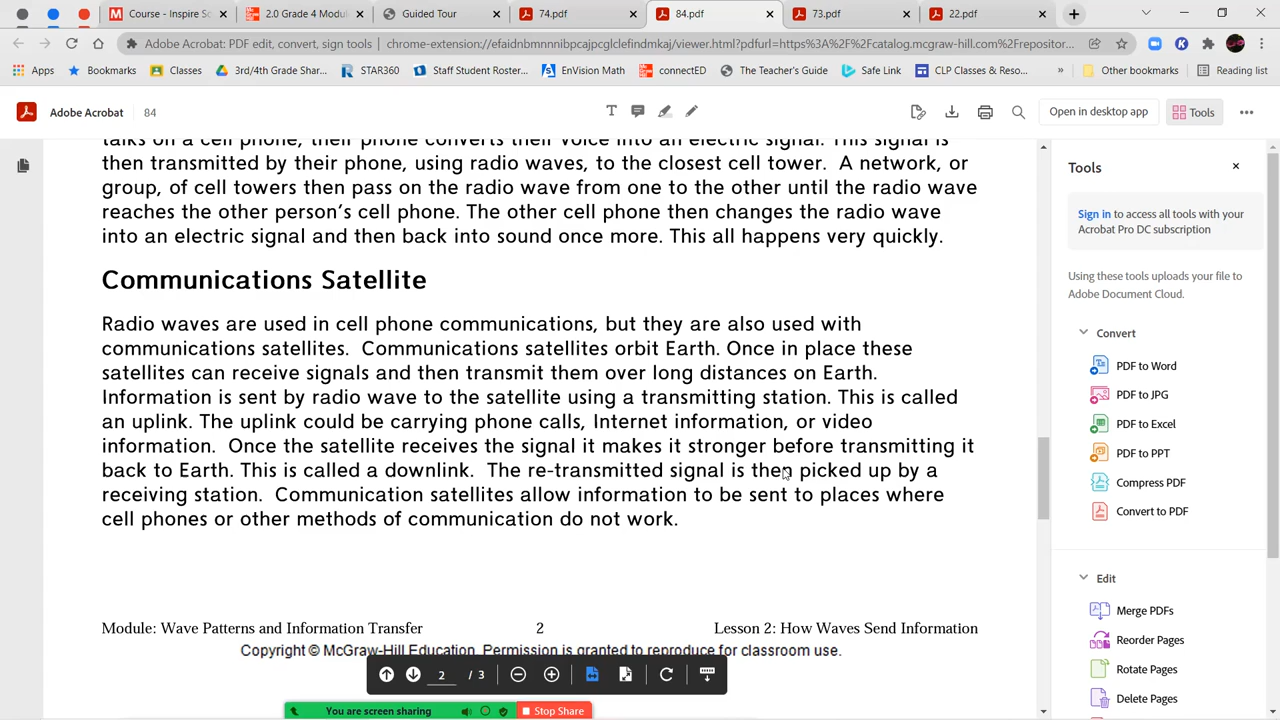 Course - Inspire Sc
2.0 Grade 4 Modul
Guided Tour
74.pdf
84.pdf
73.pdf
22.pdf
Adobe Acrobat: PDF edit, convert, sign tools | chrome-extension://efaidnbmnnnibpcajpcglclefindmkaj/viewer.html?pdfurl=https%3A%2F%2Fcatalog.mcgraw-hill.com%2Frepositor...
Apps
Bookmarks
Classes
3rd/4th Grade Shar...
STAR360
Staff Student Roster...
EnVision Math
connectED
The Teacher's Guide
Safe Link
CLP Classes & Reso...
Other bookmarks
Reading list
Adobe Acrobat 84
Open in desktop app
Tools
talks on a cell phone, their phone converts their voice into an electric signal. This signal is
then transmitted by their phone, using radio waves, to the closest cell tower. A network, or
group, of cell towers then pass on the radio wave from one to the other until the radio wave
reaches the other person's cell phone. The other cell phone then changes the radio wave
into an electric signal and then back into sound once more. This all happens very quickly.
Communications Satellite
Radio waves are used in cell phone communications, but they are also used with
communications satellites. Communications satellites orbit Earth. Once in place these
satellites can receive signals and then transmit them over long distances on Earth.
Information is sent by radio wave to the satellite using a transmitting station. This is called
an uplink. The uplink could be carrying phone calls, Internet information, or video
information. Once the satellite receives the signal it makes it stronger before transmitting it
back to Earth. This is called a downlink. The re-transmitted signal is then picked up by a
receiving station. Communication satellites allow information to be sent to places where
cell phones or other methods of communication do not work.
Module: Wave Patterns and Information Transfer
2
Lesson 2: How Waves Send Information
Copyright © McGraw-Hill Education. Permission is granted to reproduce for classroom use.
2 / 3
You are screen sharing
Stop Share
Tools
Sign in to access all tools with your
Acrobat Pro DC subscription
Using these tools uploads your file to
Adobe Document Cloud.
Convert
PDF to Word
PDF to JPG
PDF to Excel
PDF to PPT
Compress PDF
Convert to PDF
Edit
Merge PDFs
Reorder Pages
Rotate Pages
Delete Pages